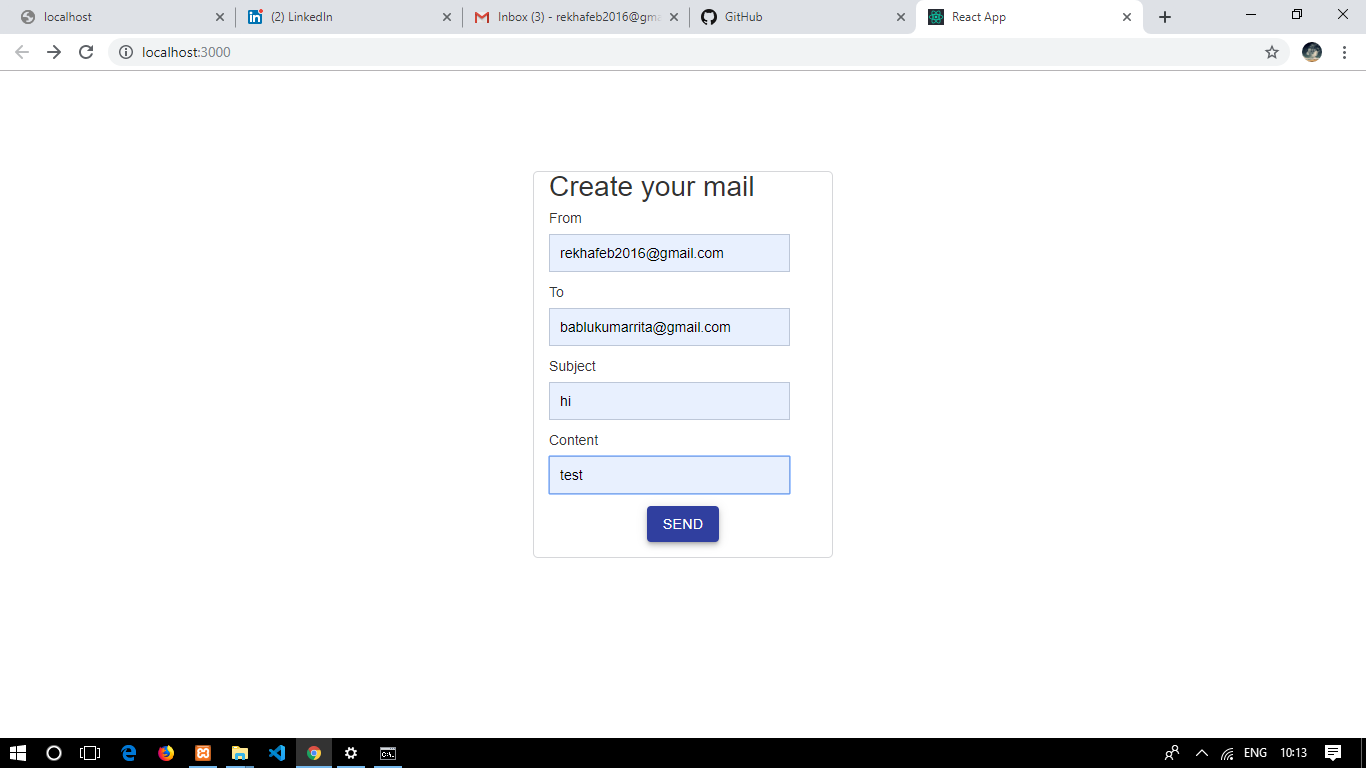 localhost
(2) LinkedIn
Inbox (3) - rekhafeb2016@gma
GitHub
React App
localhost:3000
Create your mail
From
rekhafeb2016@gmail.com
To
bablukumarrita@gmail.com
Subject
hi
Content
test
SEND
ENG
10:13